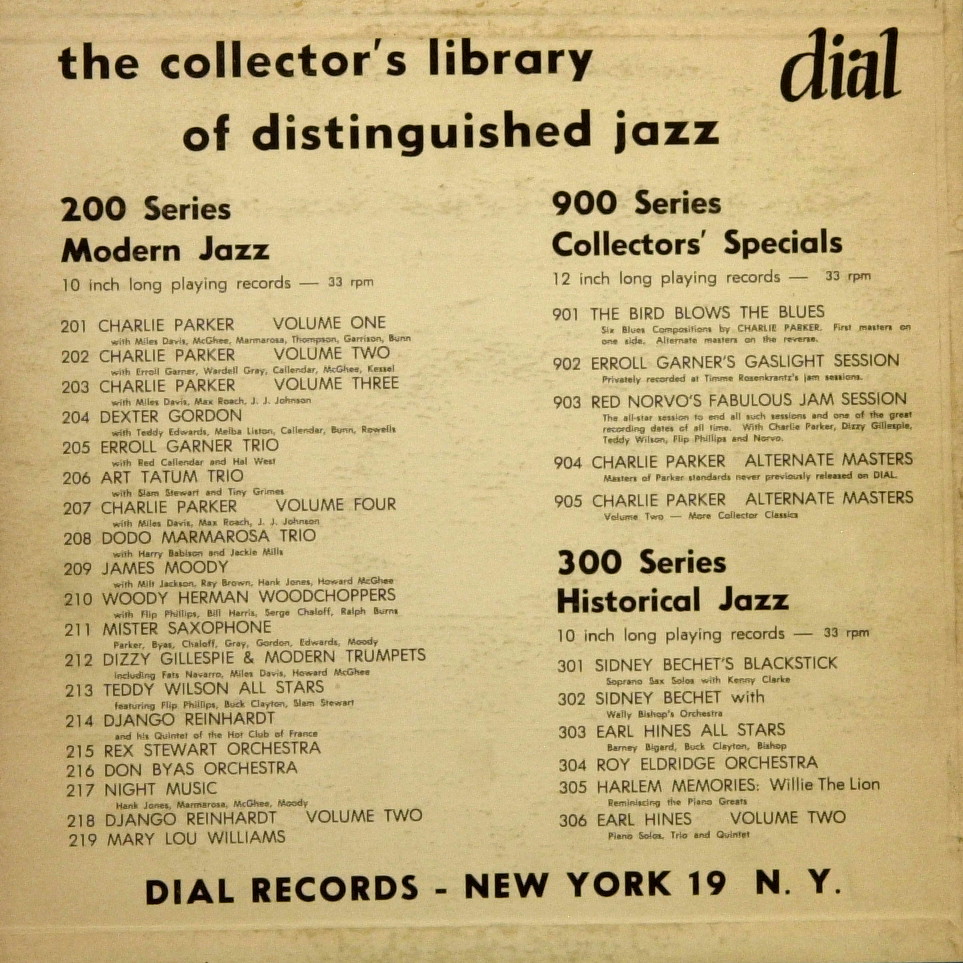 the collector's library
of distinguished jazz
dial
200 Series
Modern Jazz
10 inch long playing records — 33 rpm
201 CHARLIE PARKER VOLUME ONE
with Miles Davis, McGhee, Marmarosa, Thompson, Garrison, Bunn
202 CHARLIE PARKER VOLUME TWO
with Erroll Garner, Wardell Gray, Callendar, McGhee, Kessel
203 CHARLIE PARKER VOLUME THREE
with Miles Davis, Max Roach, J. J. Johnson
204 DEXTER GORDON
with Teddy Edwards, Melba Liston, Callendar, Bunn, Rowells
205 ERROLL GARNER TRIO
with Red Callendar and Hal West
206 ART TATUM TRIO
with Slam Stewart and Tiny Grimes
207 CHARLIE PARKER VOLUME FOUR
with Miles Davis, Max Roach, J. J. Johnson
208 DODO MARMAROSA TRIO
with Harry Babison and Jackie Mills
209 JAMES MOODY
with Milt Jackson, Ray Brown, Hank Jones, Howard McGhee
210 WOODY HERMAN WOODCHOPPERS
with Flip Phillips, Bill Harris, Serge Chaloff, Ralph Burns
211 MISTER SAXOPHONE
Parker, Byas, Chaloff, Gray, Gordon, Edwards, Moody
212 DIZZY GILLESPIE & MODERN TRUMPETS
including Fats Navarro, Miles Davis, Howard McGhee
213 TEDDY WILSON ALL STARS
featuring Flip Phillips, Buck Clayton, Slam Stewart
214 DJANGO REINHARDT
and his Quintet of the Hot Club of France
215 REX STEWART ORCHESTRA
216 DON BYAS ORCHESTRA
217 NIGHT MUSIC
Hank Jones, Marmarosa, McGhee, Moody
218 DJANGO REINHARDT VOLUME TWO
219 MARY LOU WILLIAMS
900 Series
Collectors' Specials
12 inch long playing records — 33 rpm
901 THE BIRD BLOWS THE BLUES
Six Blues Compositions by CHARLIE PARKER. First masters on
one side. Alternate masters on the reverse.
902 ERROLL GARNER'S GASLIGHT SESSION
Privately recorded at Timme Rosenkrantz's jam sessions.
903 RED NORVO'S FABULOUS JAM SESSION
The all-star session to end all such sessions and one of the great
recording dates of all time. With Charlie Parker, Dizzy Gillespie,
Teddy Wilson, Flip Phillips and Norvo.
904 CHARLIE PARKER ALTERNATE MASTERS
Masters of Parker standards never previously released on DIAL.
905 CHARLIE PARKER ALTERNATE MASTERS
Volume Two — More Collector Classics
300 Series
Historical Jazz
10 inch long playing records — 33 rpm
301 SIDNEY BECHET'S BLACKSTICK
Soprano Sax Solos with Kenny Clarke
302 SIDNEY BECHET with
Wally Bishop's Orchestra
303 EARL HINES ALL STARS
Barney Bigard, Buck Clayton, Bishop
304 ROY ELDRIDGE ORCHESTRA
305 HARLEM MEMORIES: Willie The Lion
Reminiscing the Piano Greats
306 EARL HINES VOLUME TWO
Piano Solos, Trio and Quintet
DIAL RECORDS - NEW YORK 19 N. Y.